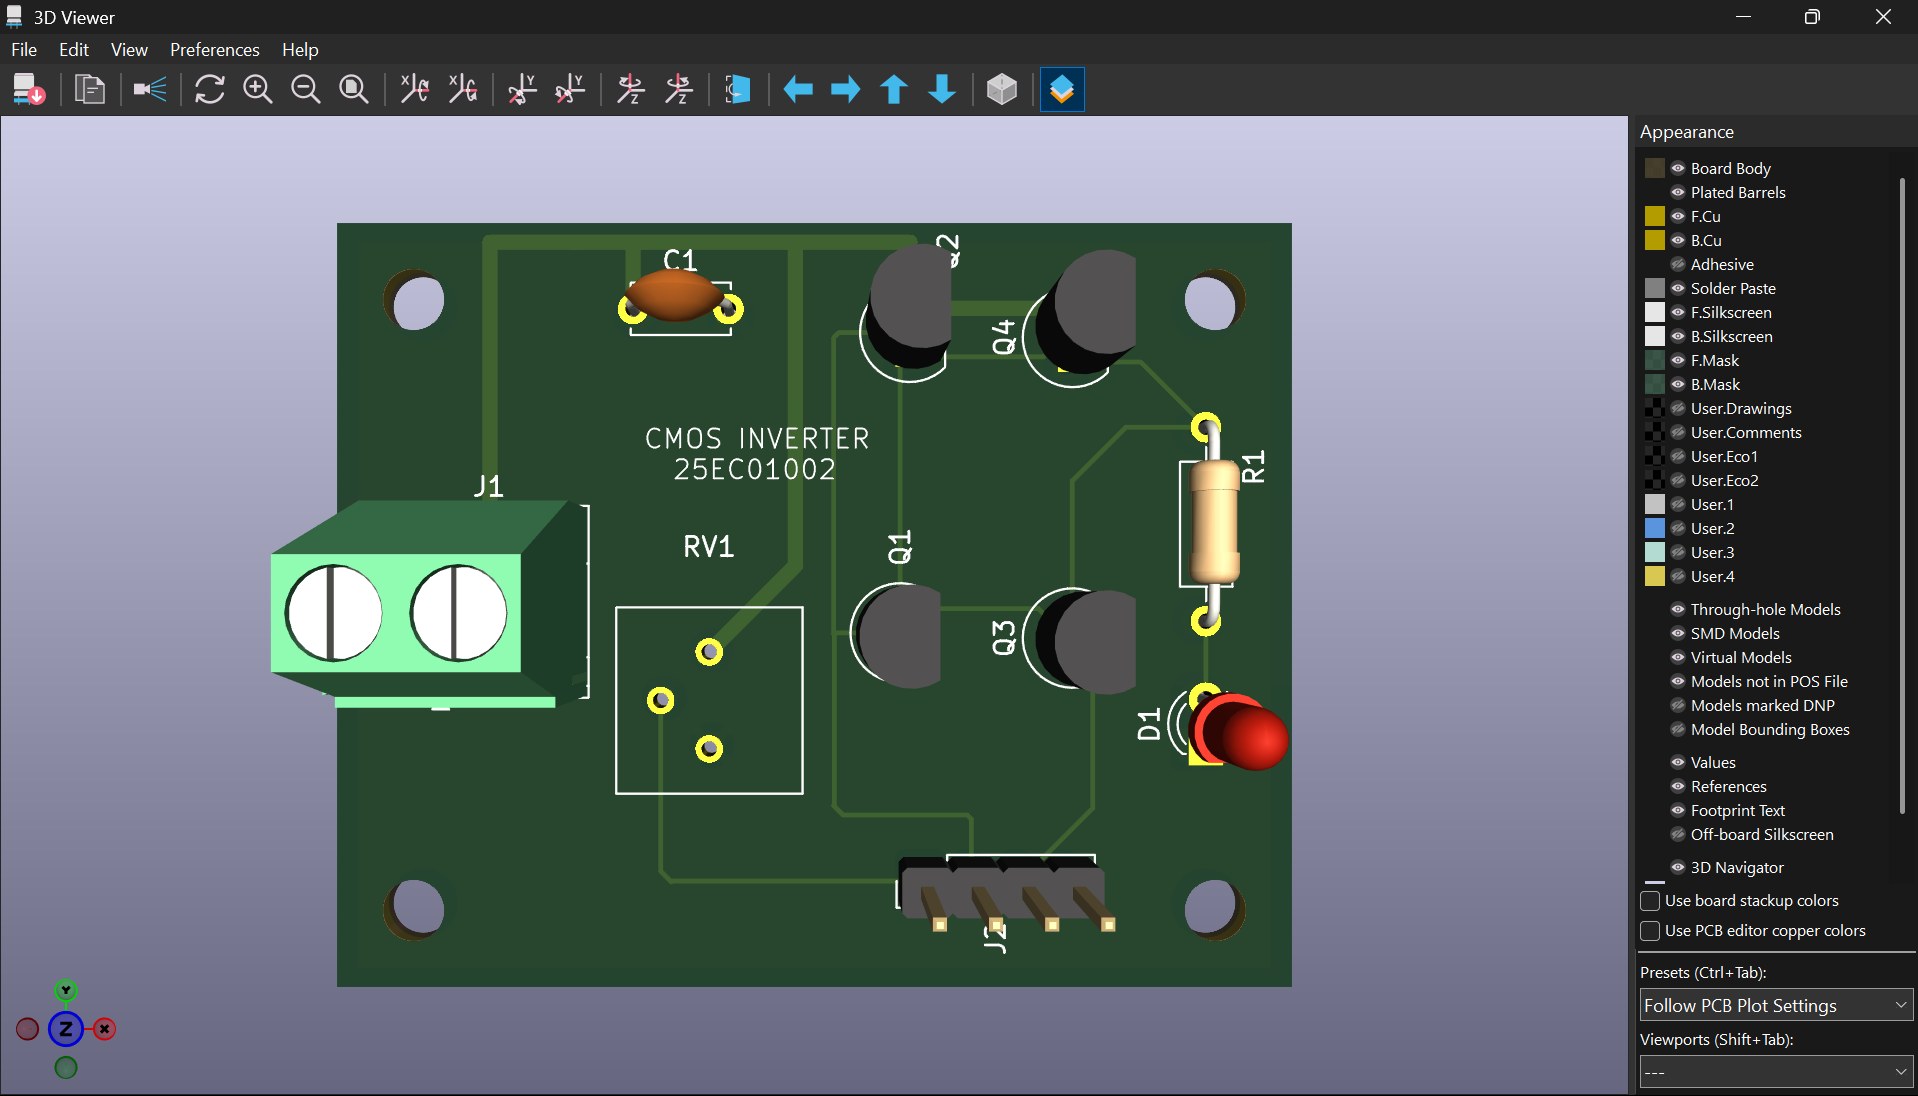 3D Viewer
File Edit View Preferences Help
Appearance
Board Body
Plated Barrels
F.Cu
B.Cu
Adhesive
Solder Paste
F.Silkscreen
B.Silkscreen
F.Mask
B.Mask
User.Drawings
User.Comments
User.Eco1
User.Eco2
User.1
User.2
User.3
User.4
Through-hole Models
SMD Models
Virtual Models
Models not in POS File
Models marked DNP
Model Bounding Boxes
Values
References
Footprint Text
Off-board Silkscreen
3D Navigator
Use board stackup colors
Use PCB editor copper colors
Presets (Ctrl+Tab):
Follow PCB Plot Settings
Viewports (Shift+Tab):
---
C1
Q2
Q4
CMOS INVERTER
25EC01002
R1
J1
RV1
Q1
Q3
D1
J2
Y
Z
X